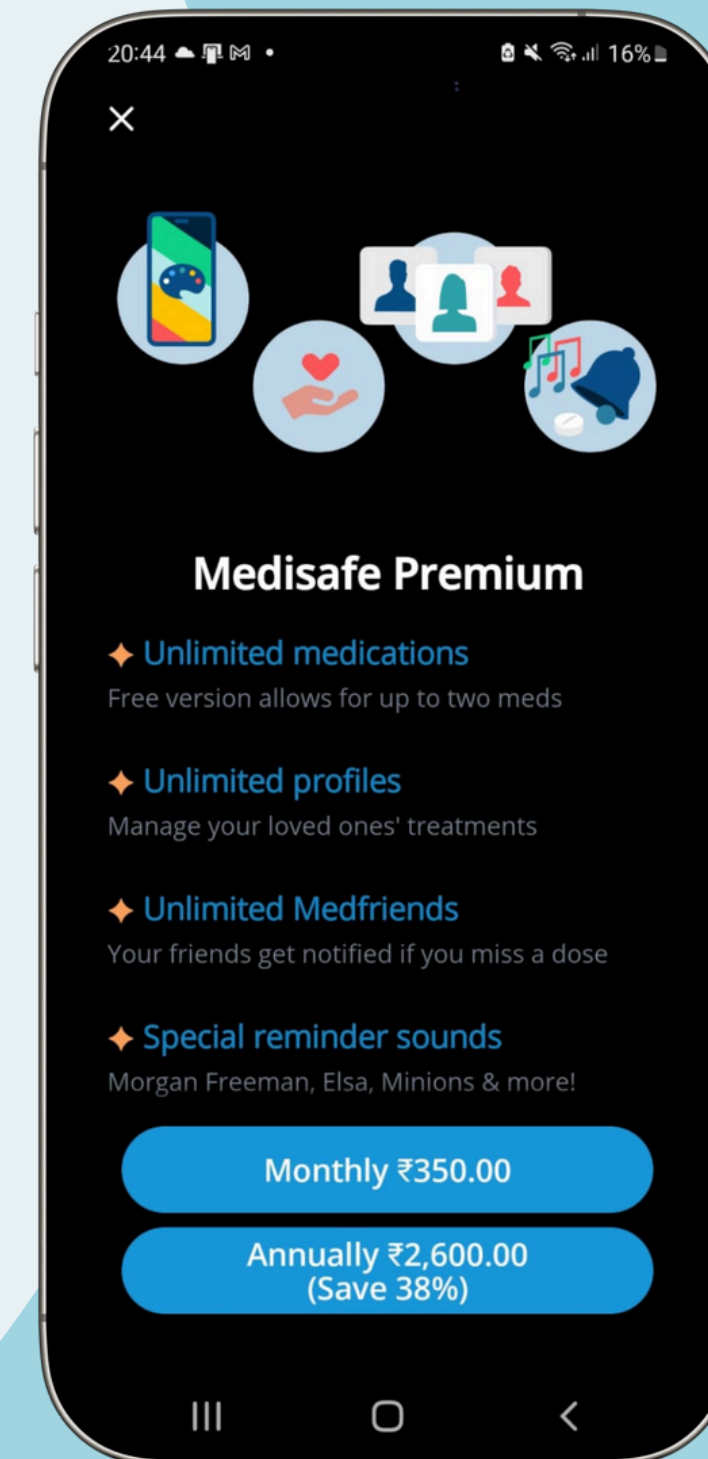 20:44
16%
Medisafe Premium
Unlimited medications
Free version allows for up to two meds
Unlimited profiles
Manage your loved ones' treatments
Unlimited Medfriends
Your friends get notified if you miss a dose
Special reminder sounds
Morgan Freeman, Elsa, Minions & more!
Monthly ₹350.00
Annually ₹2,600.00
(Save 38%)